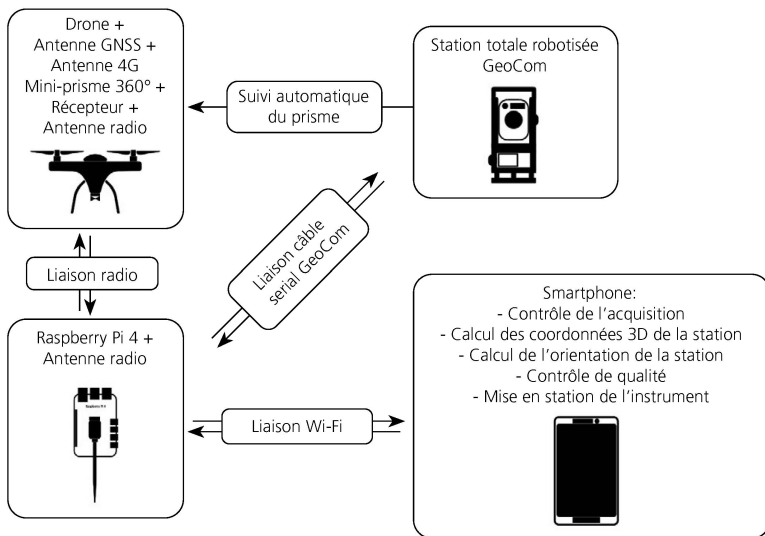 Drone +
Antenne GNSS +
Antenne 4G
Mini-prisme 360° +
Récepteur +
Antenne radio
Suivi automatique
du prisme
Station totale robotisée
GeoCom
Liaison radio
Liaison câble
serial GeoCom
Raspberry Pi 4 +
Antenne radio
Raspberry Pi 4
Liaison Wi-Fi
Smartphone:
- Contrôle de l'acquisition
- Calcul des coordonnées 3D de la station
- Calcul de l'orientation de la station
- Contrôle de qualité
- Mise en station de l'instrument